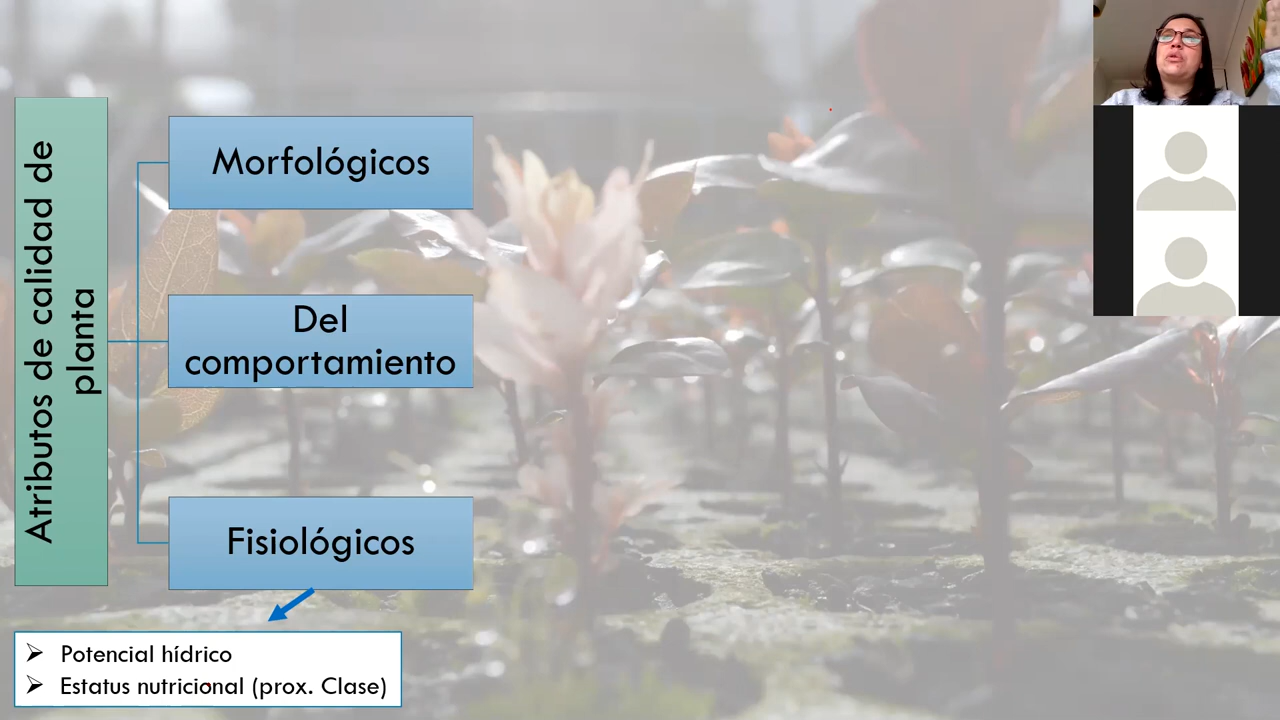 Atributos de calidad de
planta
Morfológicos
Del
comportamiento
Fisiológicos
Potencial hídrico
Estatus nutricional (prox. Clase)